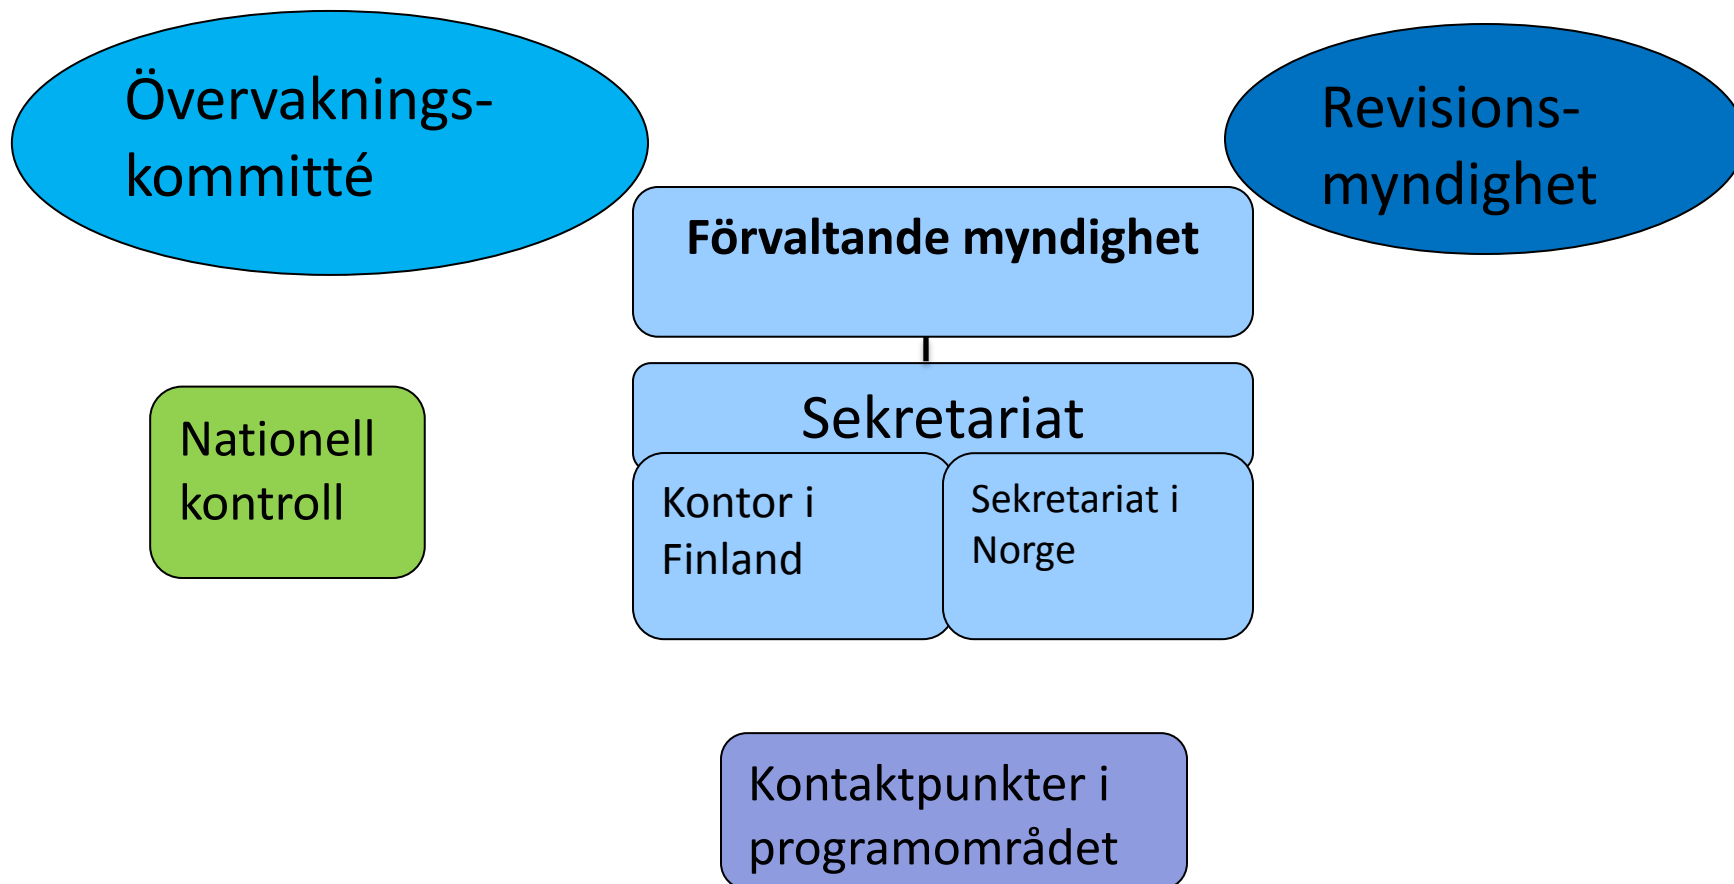 Övervaknings-
kommitté
Revisions-
myndighet
Förvaltande myndighet
Sekretariat
Nationell
kontroll
Kontor i
Finland
Sekretariat i
Norge
Kontaktpunkter i
programområdet